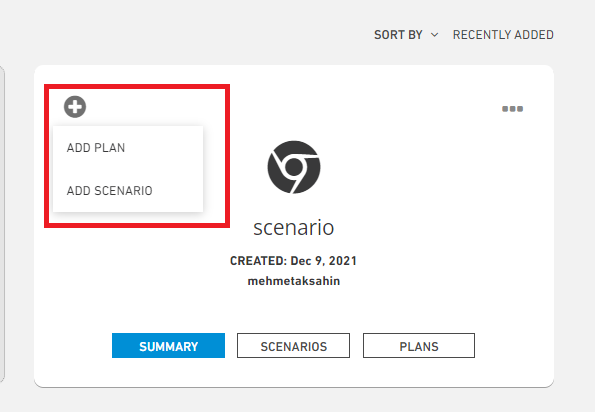 SORT BY RECENTLY ADDED
ADD PLAN
ADD SCENARIO
scenario
CREATED: Dec 9, 2021
mehmetaksahin
SUMMARY SCENARIOS PLANS